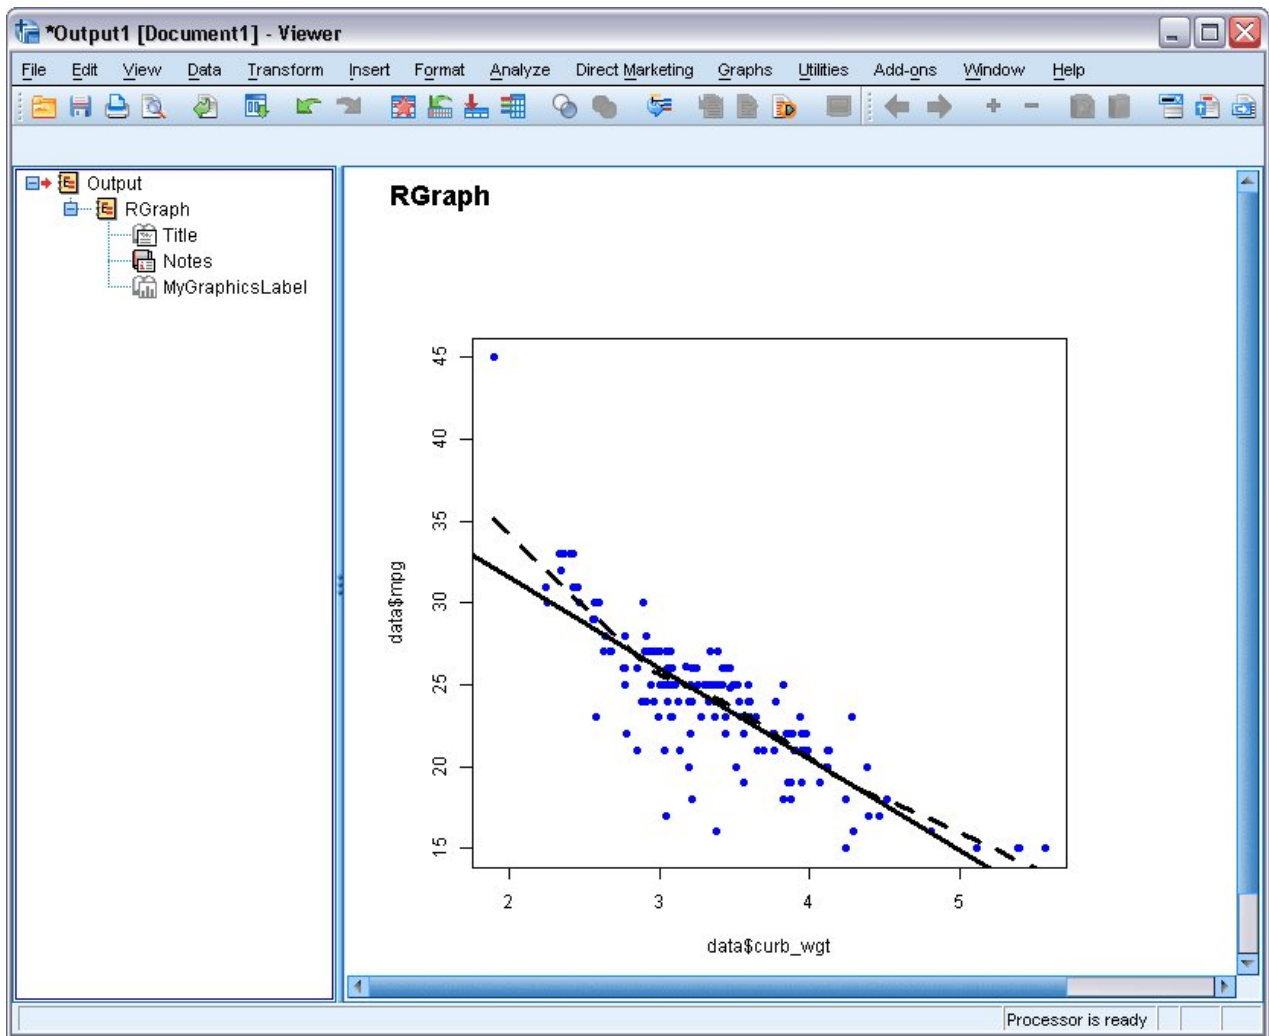 *Output1 [Document1] - Viewer
File Edit View Data Transform Insert Format Analyze Direct Marketing Graphs Utilities Add-ons Window Help
Output
RGraph
Title
Notes
MyGraphicsLabel
RGraph
45
40
35
30
25
20
15
data$mpg
2 3 4 5
data$curb_wgt
Processor is ready